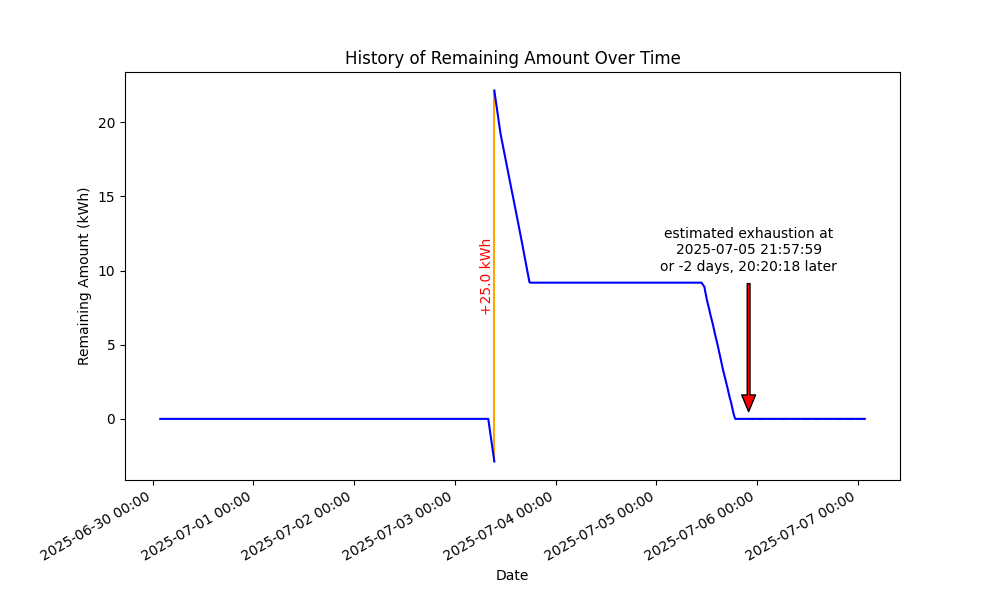 History of Remaining Amount Over Time
Remaining Amount (kWh)
20
15
10
5
0
+25.0 kWh
estimated exhaustion at
2025-07-05 21:57:59
or -2 days, 20:20:18 later
2025-06-30 00:00
2025-07-01 00:00
2025-07-02 00:00
2025-07-03 00:00
2025-07-04 00:00
2025-07-05 00:00
2025-07-06 00:00
2025-07-07 00:00
Date